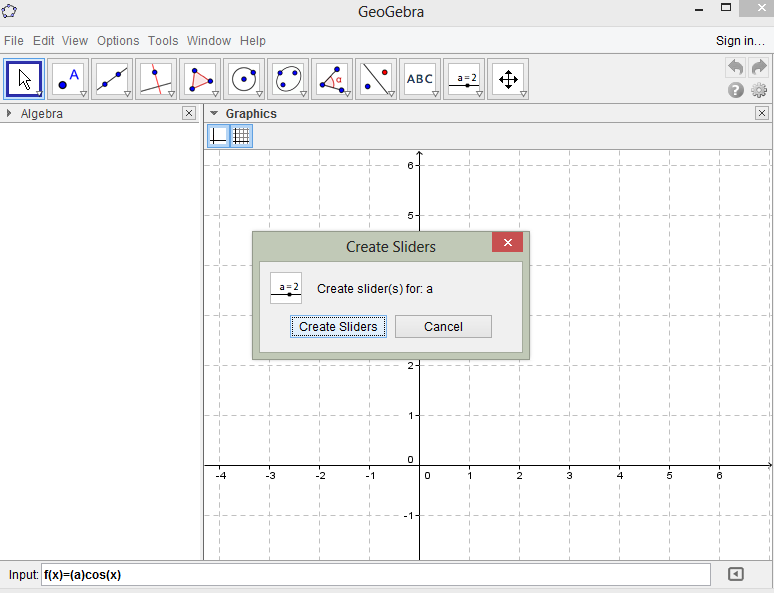 GeoGebra
File Edit View Options Tools Window Help Sign in...
A α ABC a=2 ?
Algebra Graphics
6
5
Create Sliders
a=2 Create slider(s) for: a
Create Sliders Cancel
2
1
0
-4 -3 -2 -1 0 1 2 3 4 5 6
-1
Input: f(x)=(a)cos(x)